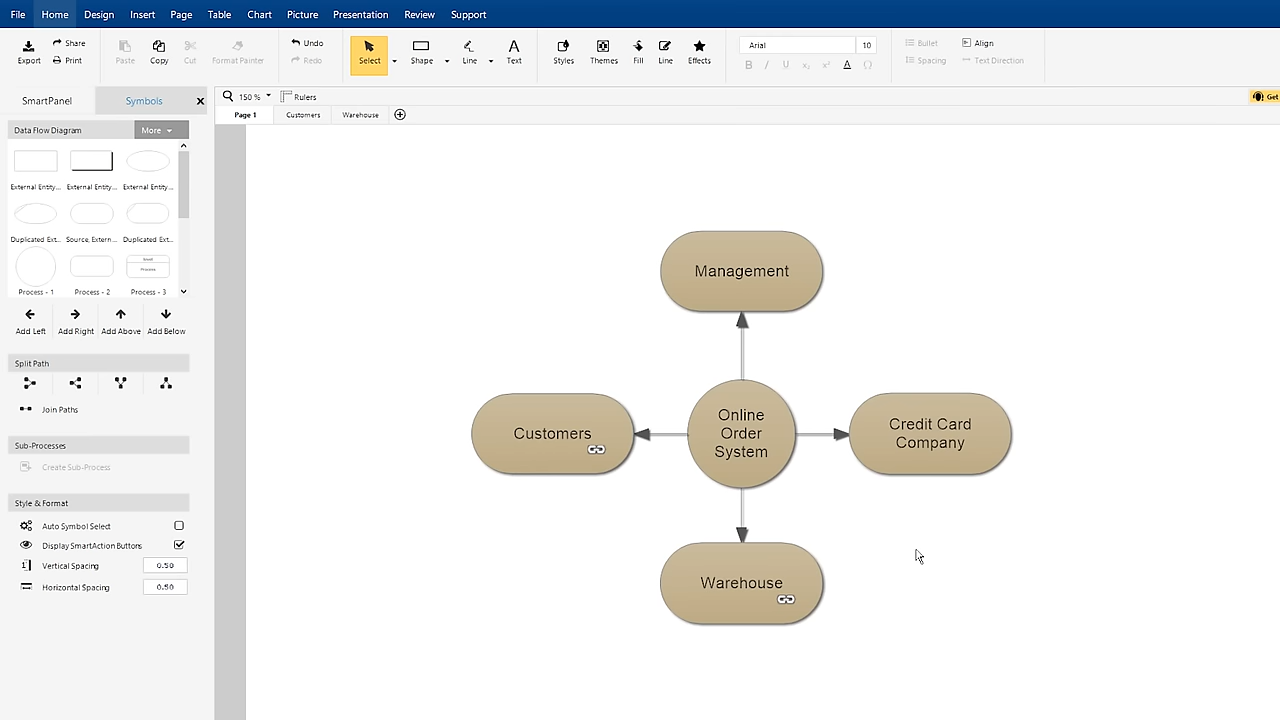 File Home Design Insert Page Table Chart Picture Presentation Review Support
Export Share Print Paste Copy Cut Format Painter Undo Redo Select Shape Line Text Styles Themes Fill Line Effects Arial 10 B I U x₂ x² A Ω Bullet Spacing Align Text Direction
SmartPanel Symbols X
150 % Rulers Get
Page 1 Customers Warehouse
Data Flow Diagram More
External Entity... External Entity... External Entity...
Duplicated Ext... Source, Extern... Duplicated Ext...
Process - 1 Process - 2 Process - 3
Add Left Add Right Add Above Add Below
Split Path
Join Paths
Sub-Processes
Create Sub-Process
Style & Format
Auto Symbol Select
Display SmartAction Buttons
Vertical Spacing 0.50
Horizontal Spacing 0.50
Management
Customers
Online
Order
System
Credit Card
Company
Warehouse